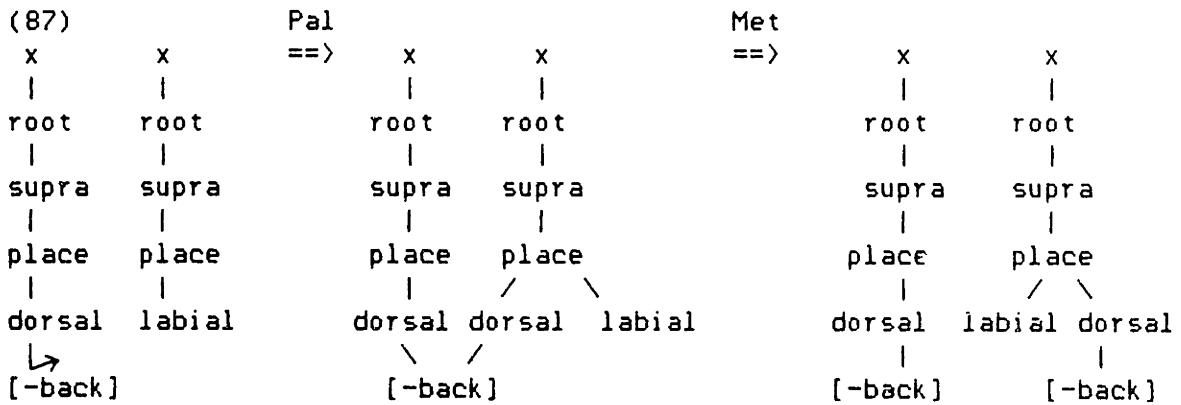 (87) Pal Met
x x ==> x x ==> x x
| | | | | |
root root root root root root
| | | | | |
supra supra supra supra supra supra
| | | | | |
place place place place place place
| | | / \ | / \
dorsal labial dorsal dorsal labial dorsal labial dorsal
\ / | |
[-back] [-back] [-back] [-back]